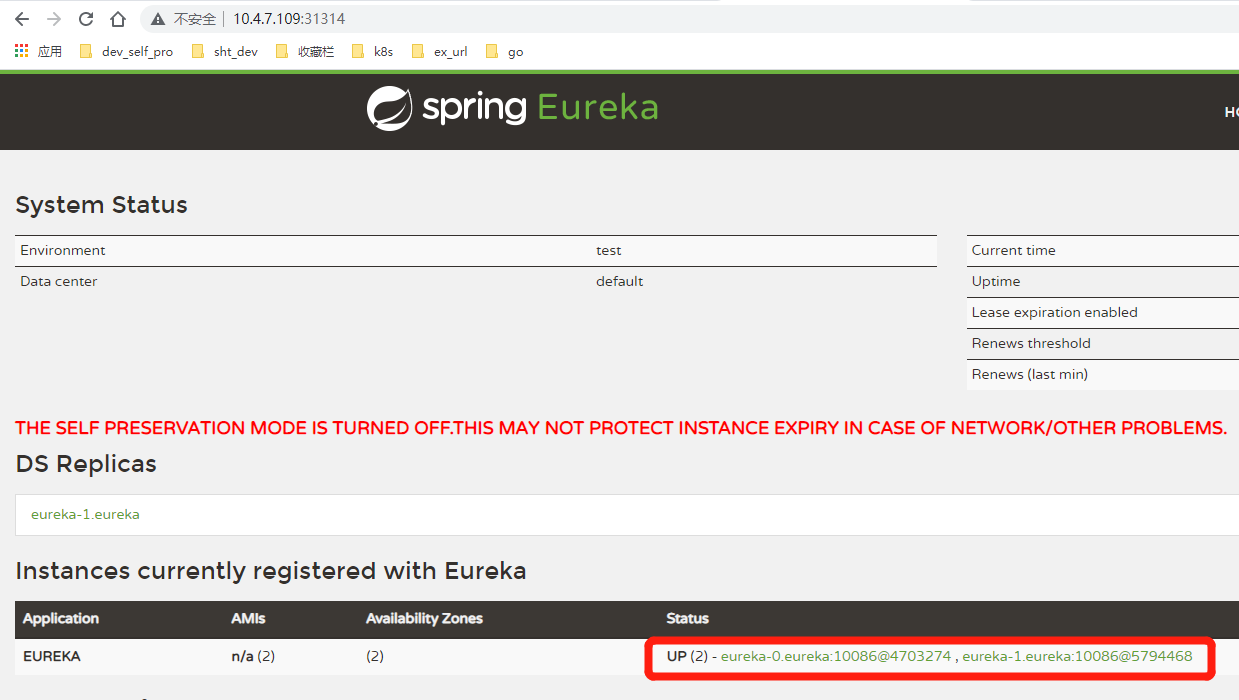 不安全 10.4.7.109:31314
应用 dev_self_pro sht_dev 收藏栏 k8s ex_url go
spring Eureka
System Status
Environment test Current time
Data center default Uptime
Lease expiration enabled
Renews threshold
Renews (last min)
THE SELF PRESERVATION MODE IS TURNED OFF.THIS MAY NOT PROTECT INSTANCE EXPIRY IN CASE OF NETWORK/OTHER PROBLEMS.
DS Replicas
eureka-1.eureka
Instances currently registered with Eureka
Application AMIs Availability Zones Status
EUREKA n/a (2) (2) UP (2) - eureka-0.eureka:10086@4703274 , eureka-1.eureka:10086@5794468